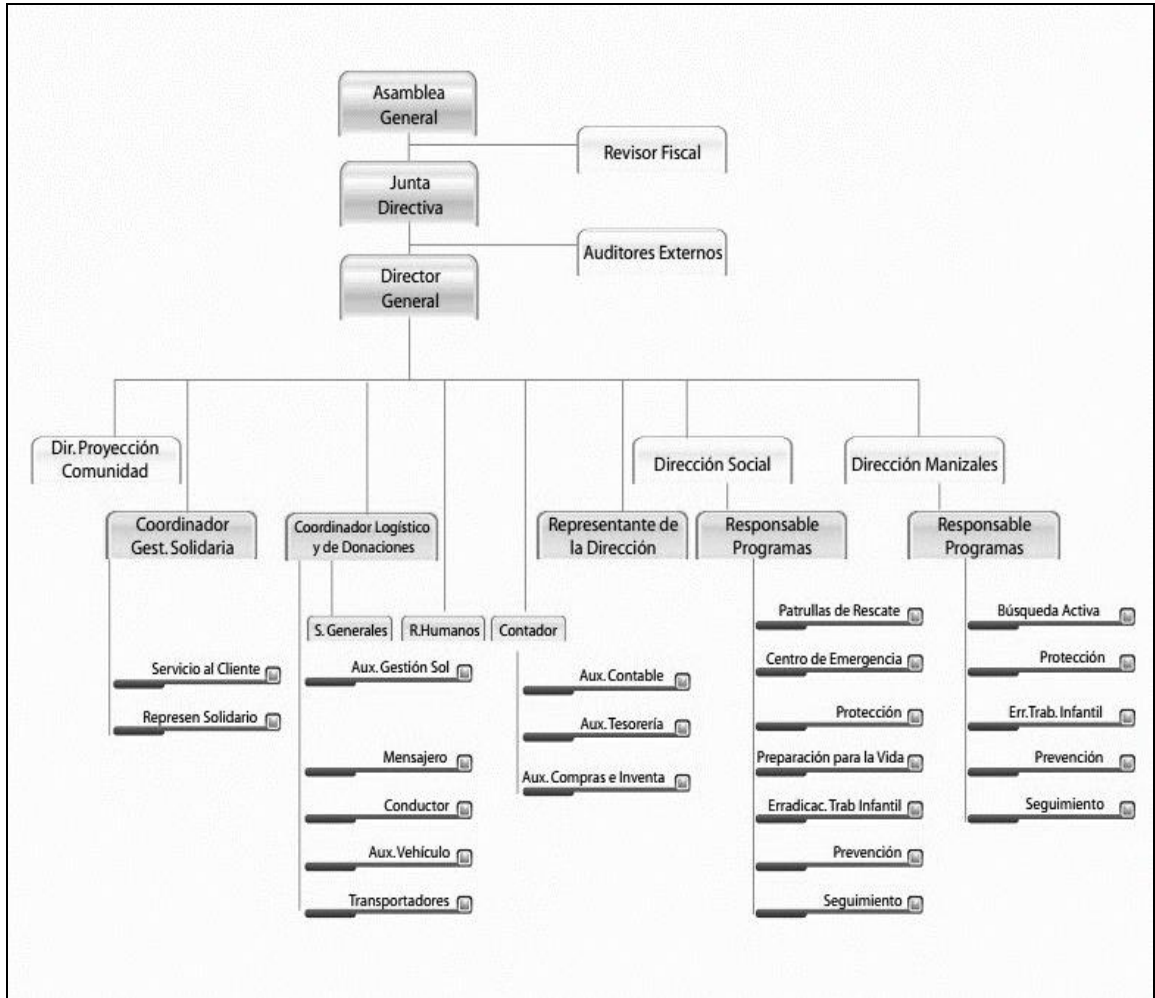 Asamblea
General
Revisor Fiscal
Junta
Directiva
Auditores Externos
Director
General
Dir. Proyección
Comunidad
Dirección Social
Dirección Manizales
Coordinador
Gest. Solidaria
Coordinador Logístico
y de Donaciones
Representante de
la Dirección
Responsable
Programas
Responsable
Programas
S. Generales
R.Humanos
Contador
Servicio al Cliente
Represen Solidario
Aux. Gestión Sol
Mensajero
Conductor
Aux. Vehículo
Transportadores
Aux. Contable
Aux. Tesorería
Aux. Compras e Inventa
Patrullas de Rescate
Centro de Emergencia
Protección
Preparación para la Vida
Erradicac. Trab Infantil
Prevención
Seguimiento
Búsqueda Activa
Protección
Err. Trab. Infantil
Prevención
Seguimiento